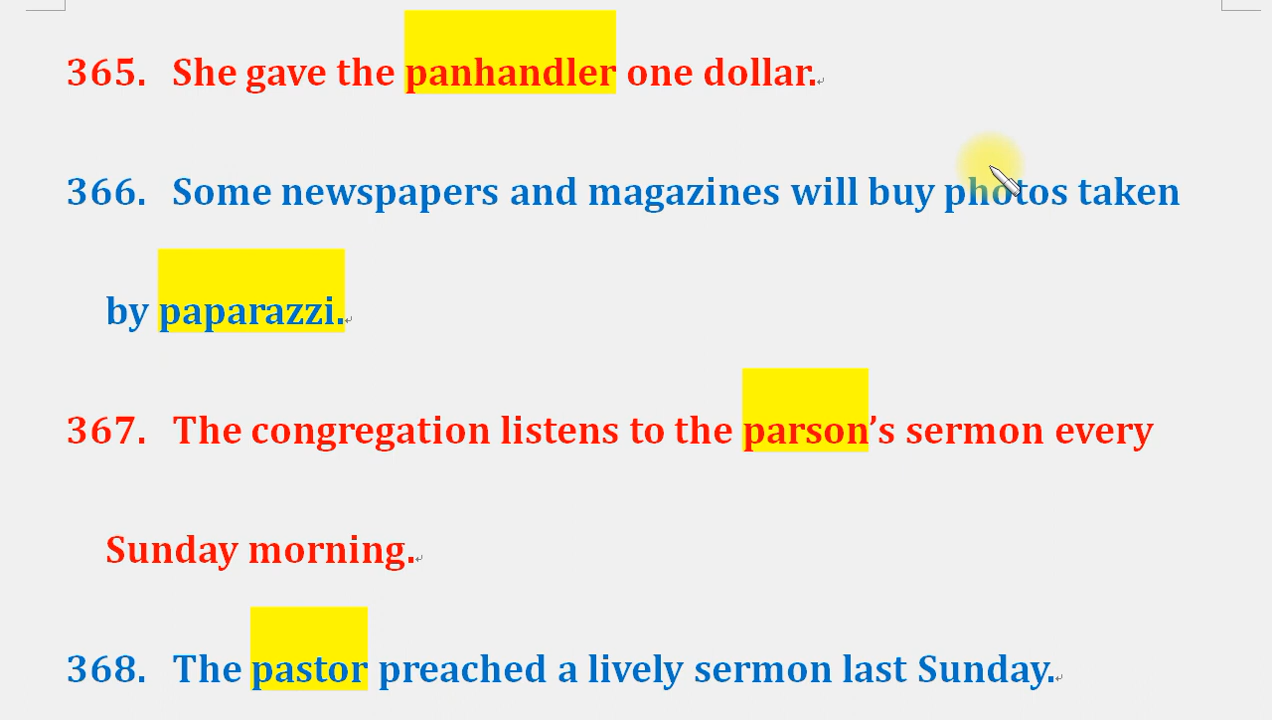 365. She gave the panhandler one dollar.
366. Some newspapers and magazines will buy photos taken
by paparazzi.
367. The congregation listens to the parson’s sermon every
Sunday morning.
368. The pastor preached a lively sermon last Sunday.